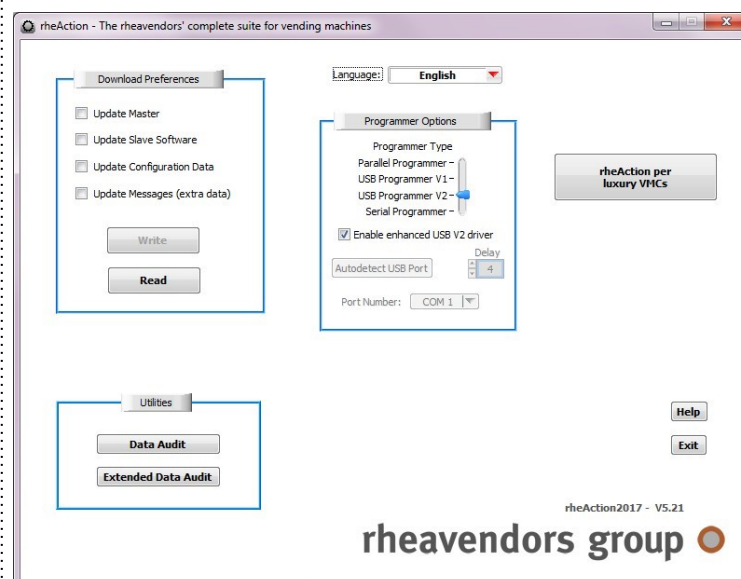 rheAction - The rheavendors' complete suite for vending machines
Download Preferences
Update Master
Update Slave Software
Update Configuration Data
Update Messages (extra data)
Write
Read
Language:
English
Programmer Options
Programmer Type
Parallel Programmer
USB Programmer V1
USB Programmer V2
Serial Programmer
Enable enhanced USB V2 driver
Delay
Autodetect USB Port
4
Port Number:
COM 1
rheAction per
luxury VMCs
Utilities
Data Audit
Extended Data Audit
Help
Exit
rheAction2017 - V5.21
rheavendors group